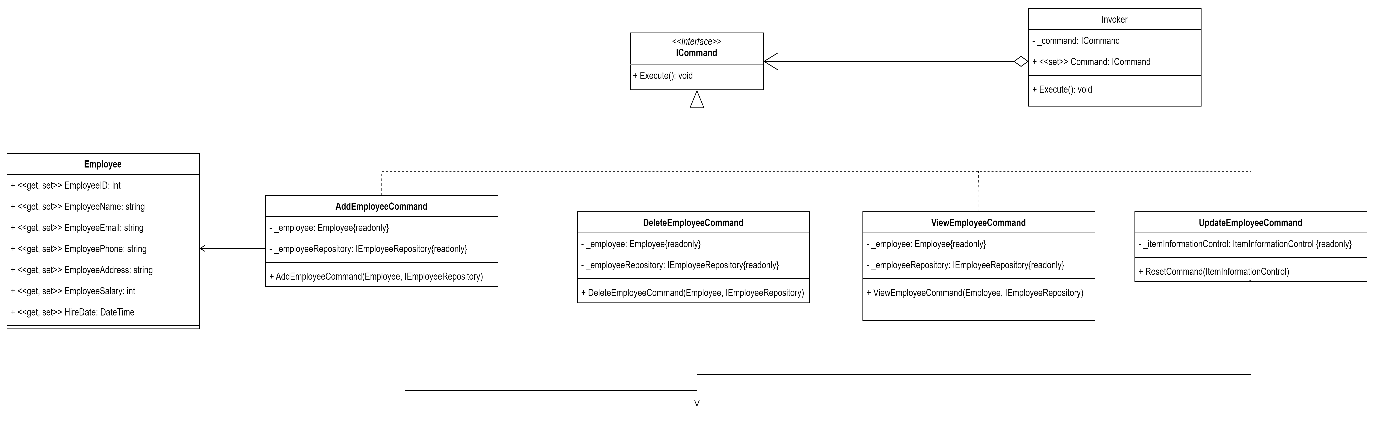 Invoker
- _command: ICommand
+ <<set>> Command: ICommand
+ Execute(): void
<<Interface>>
ICommand
+ Execute(): void
Employee
+ <<get, set>> EmployeeID: int
+ <<get, set>> EmployeeName: string
+ <<get, set>> EmployeeEmail: string
+ <<get, set>> EmployeePhone: string
+ <<get, set>> EmployeeAddress: string
+ <<get, set>> EmployeeSalary: int
+ <<get, set>> HireDate: DateTime
AddEmployeeCommand
- _employee: Employee{readonly}
- _employeeRepository: IEmployeeRepository{readonly}
+ AddEmployeeCommand(Employee, IEmployeeRepository)
DeleteEmployeeCommand
- _employee: Employee{readonly}
- _employeeRepository: IEmployeeRepository{readonly}
+ DeleteEmployeeCommand(Employee, IEmployeeRepository)
ViewEmployeeCommand
- _employee: Employee{readonly}
- _employeeRepository: IEmployeeRepository{readonly}
+ ViewEmployeeCommand(Employee, IEmployeeRepository)
UpdateEmployeeCommand
- _itemInformationControl: ItemInformationControl {readonly}
+ ResetCommand(ItemInformationControl)